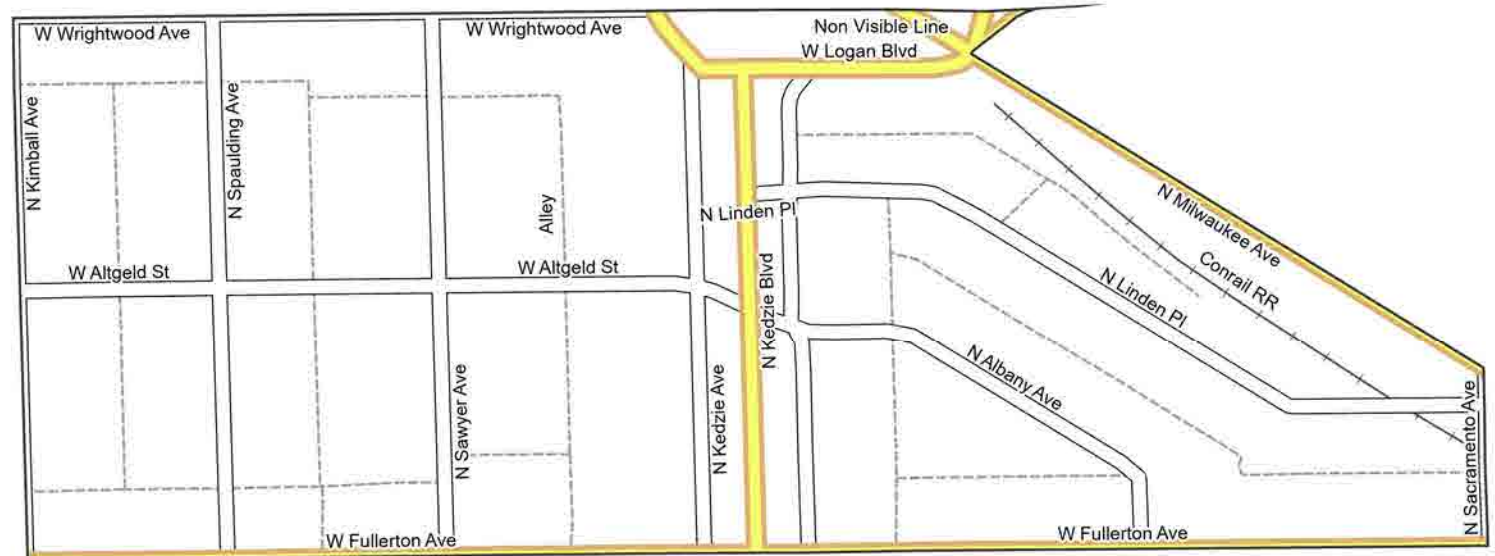 W Wrightwood Ave
W Wrightwood Ave
Non Visible Line
W Logan Blvd
N Kimball Ave
N Spaulding Ave
Alley
N Linden Pl
N Milwaukee Ave
W Altgeld St
W Altgeld St
N Kedzie Blvd
Conrail RR
N Linden Pl
N Albany Ave
N Sawyer Ave
N Kedzie Ave
N Sacramento Ave
W Fullerton Ave
W Fullerton Ave